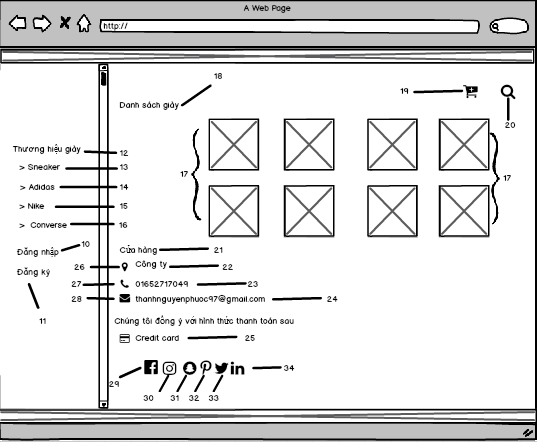 A Web Page
http://
18
19
Danh sách giày
20
Thương hiệu giày
12
> Sneaker
13
17
17
> Adidas
14
> Nike
15
> Converse
16
10
Đăng nhập
Cửa hàng
21
26
Công ty
22
Đăng ký
27
01652717049
23
28
thanhnguyenphuoc97@gmail.com
24
11
Chúng tôi đồng ý với hình thức thanh toán sau
Credit card
25
34
29
30
31
32
33